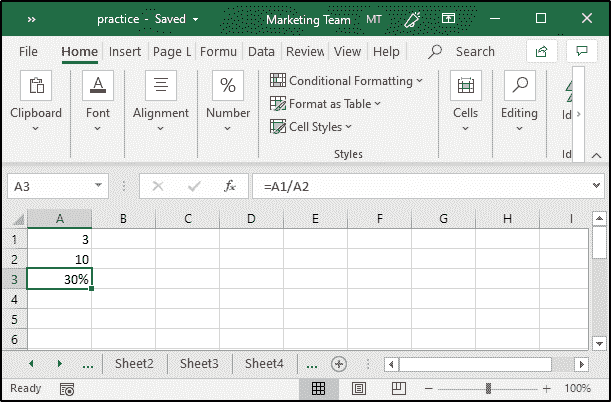 » practice - Saved Marketing Team MT
File Home Insert Page L Formu Data Review View Help Search
Clipboard Font Alignment Number Conditional Formatting Format as Table Cell Styles Cells Editing Id
Styles Id
A3 fx =A1/A2
A B C D E F G H I
1 3
2 10
3 30%
4
5
6
... Sheet2 Sheet3 Sheet4 ...
Ready 100%